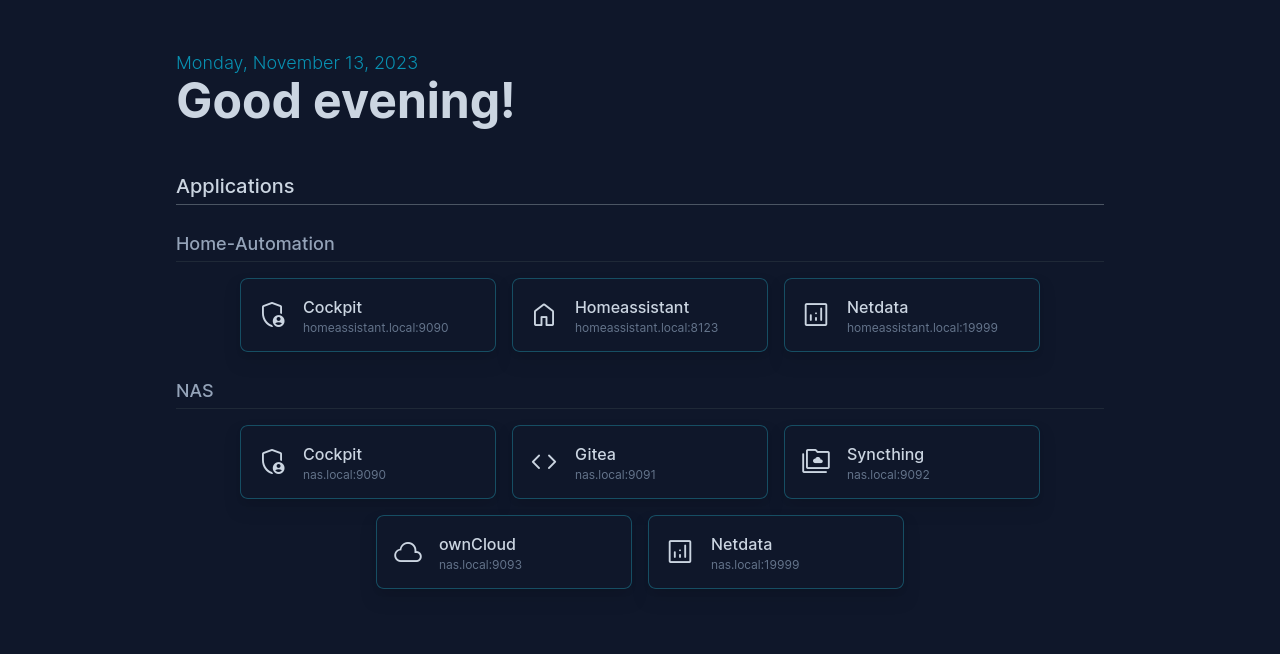 Monday, November 13, 2023
Good evening!
Applications
Home-Automation
Cockpit
homeassistant.local:9090
Homeassistant
homeassistant.local:8123
Netdata
homeassistant.local:19999
NAS
Cockpit
nas.local:9090
Gitea
nas.local:9091
Syncthing
nas.local:9092
ownCloud
nas.local:9093
Netdata
nas.local:19999